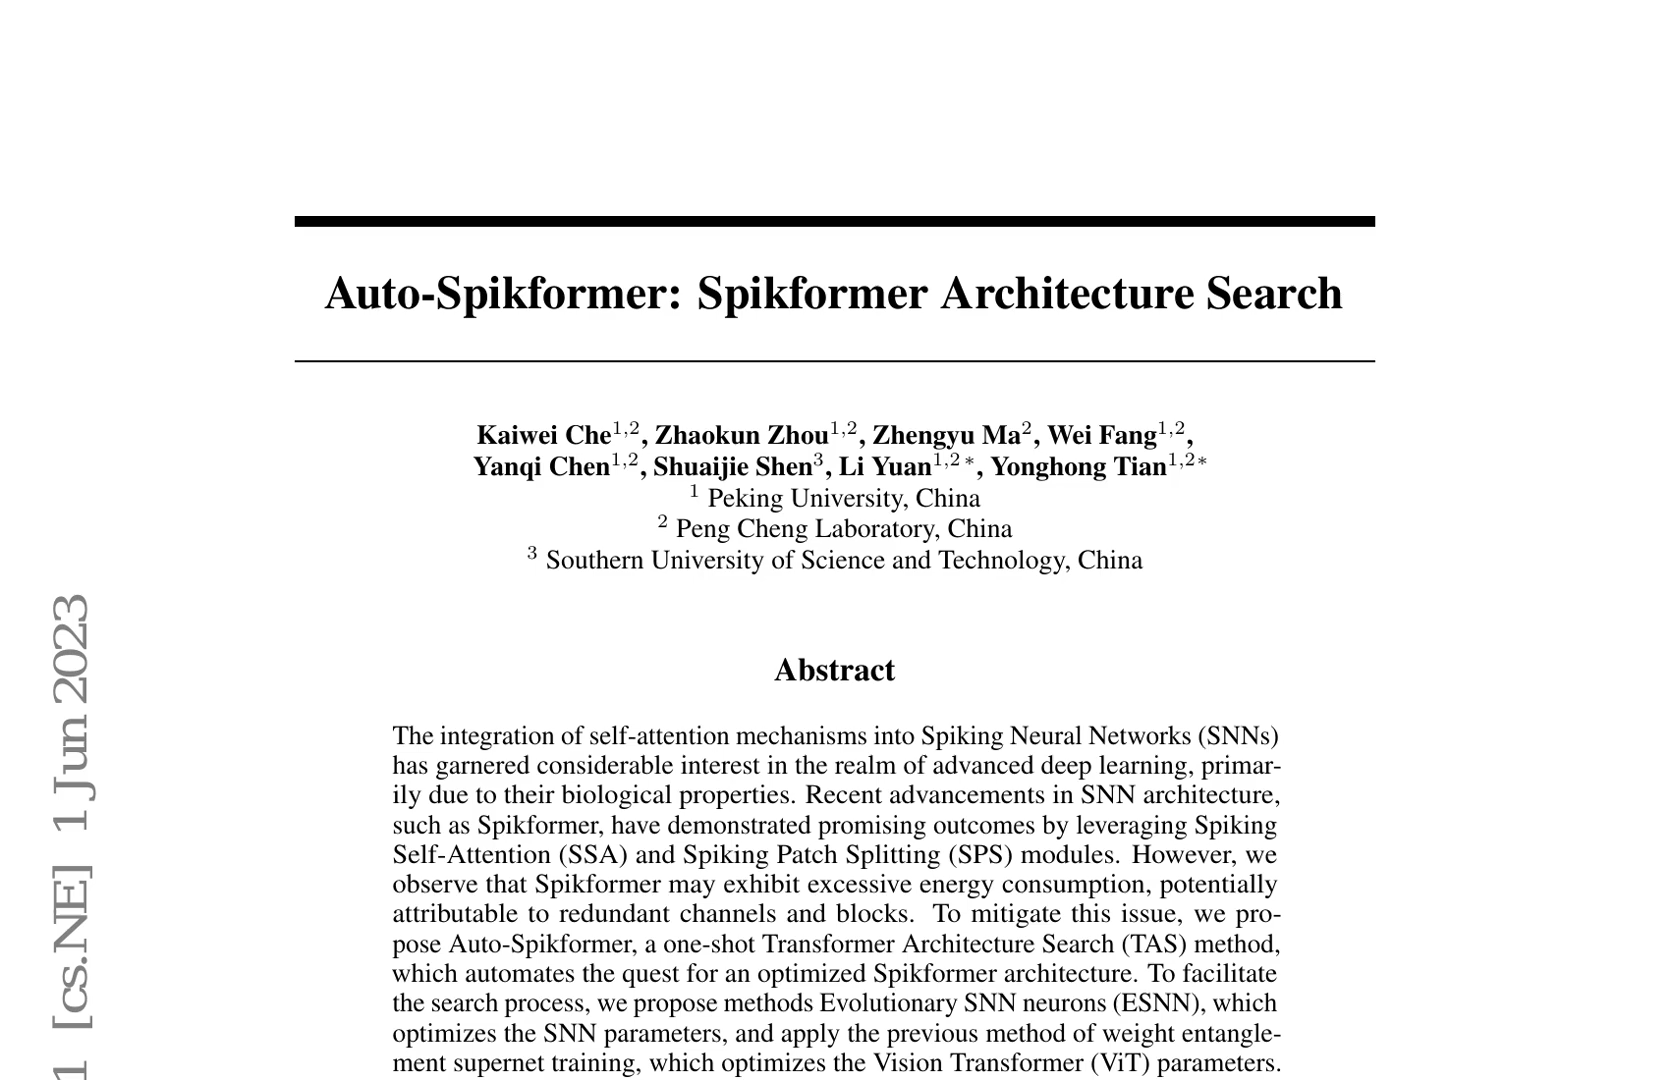 Auto-Spikformer: Spikformer Architecture Search
Kaiwei Che1,2, Zhaokun Zhou1,2, Zhengyu Ma2, Wei Fang1,2,
Yanqi Chen1,2, Shuaijie Shen3, Li Yuan1,2*, Yonghong Tian1,2*
1 Peking University, China
2 Peng Cheng Laboratory, China
3 Southern University of Science and Technology, China
Abstract
The integration of self-attention mechanisms into Spiking Neural Networks (SNNs)
has garnered considerable interest in the realm of advanced deep learning, primar-
ily due to their biological properties. Recent advancements in SNN architecture,
such as Spikformer, have demonstrated promising outcomes by leveraging Spiking
Self-Attention (SSA) and Spiking Patch Splitting (SPS) modules. However, we
observe that Spikformer may exhibit excessive energy consumption, potentially
attributable to redundant channels and blocks. To mitigate this issue, we pro-
pose Auto-Spikformer, a one-shot Transformer Architecture Search (TAS) method,
which automates the quest for an optimized Spikformer architecture. To facilitate
the search process, we propose methods Evolutionary SNN neurons (ESNN), which
optimizes the SNN parameters, and apply the previous method of weight entangle-
ment supernet training, which optimizes the Vision Transformer (ViT) parameters.
1 [cs.NE] 1 Jun 2023